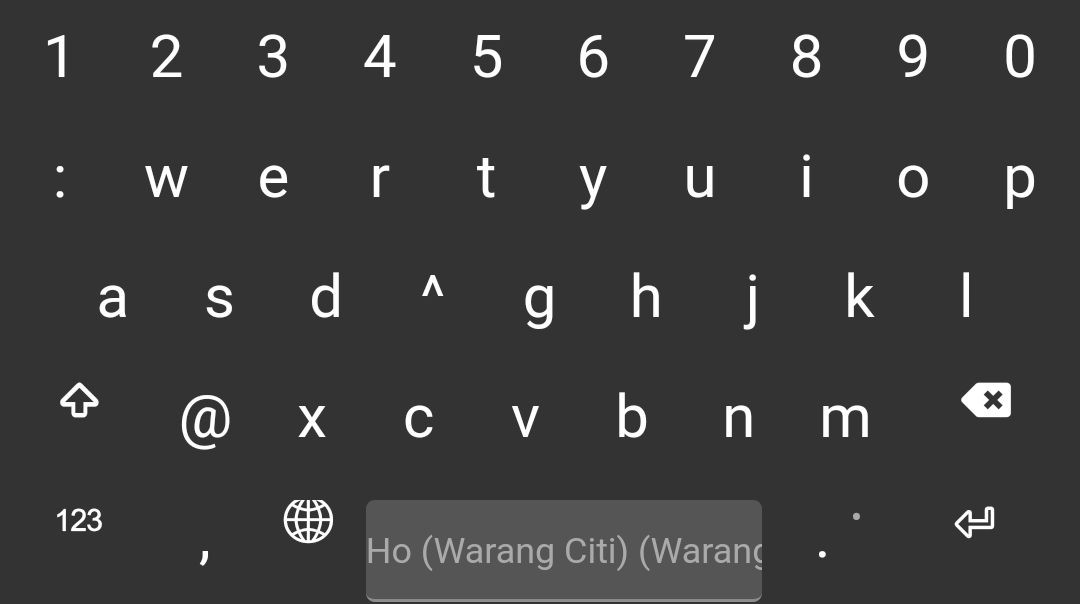 1 2 3 4 5 6 7 8 9 0
: w e r t y u i o p
a s d ^ g h j k l
@ x c v b n m
123 , Ho (Warang Citi) (Warang .